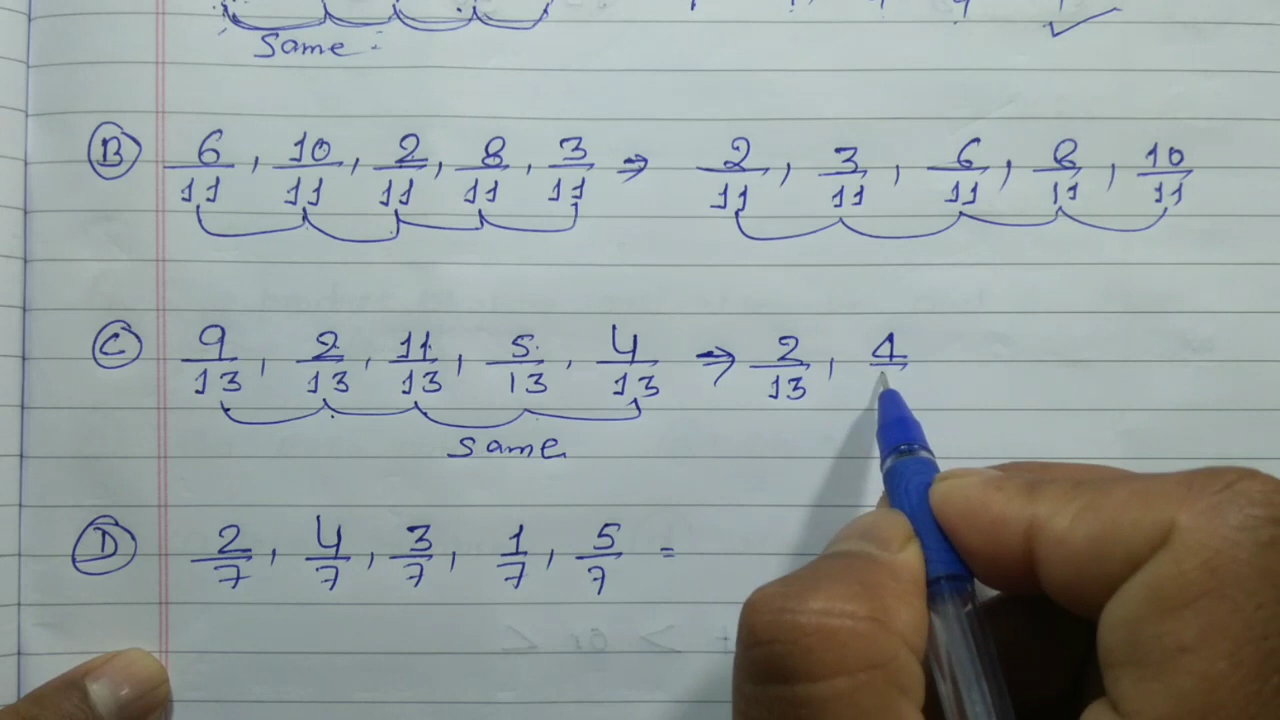 Same
B 6/11, 10/11, 2/11, 8/11, 3/11 → 2/11, 3/11, 6/11, 8/11, 10/11
C 9/13, 2/13, 11/13, 5/13, 4/13 → 2/13, 4/
same
D 2/7, 4/7, 3/7, 1/7, 5/7 =